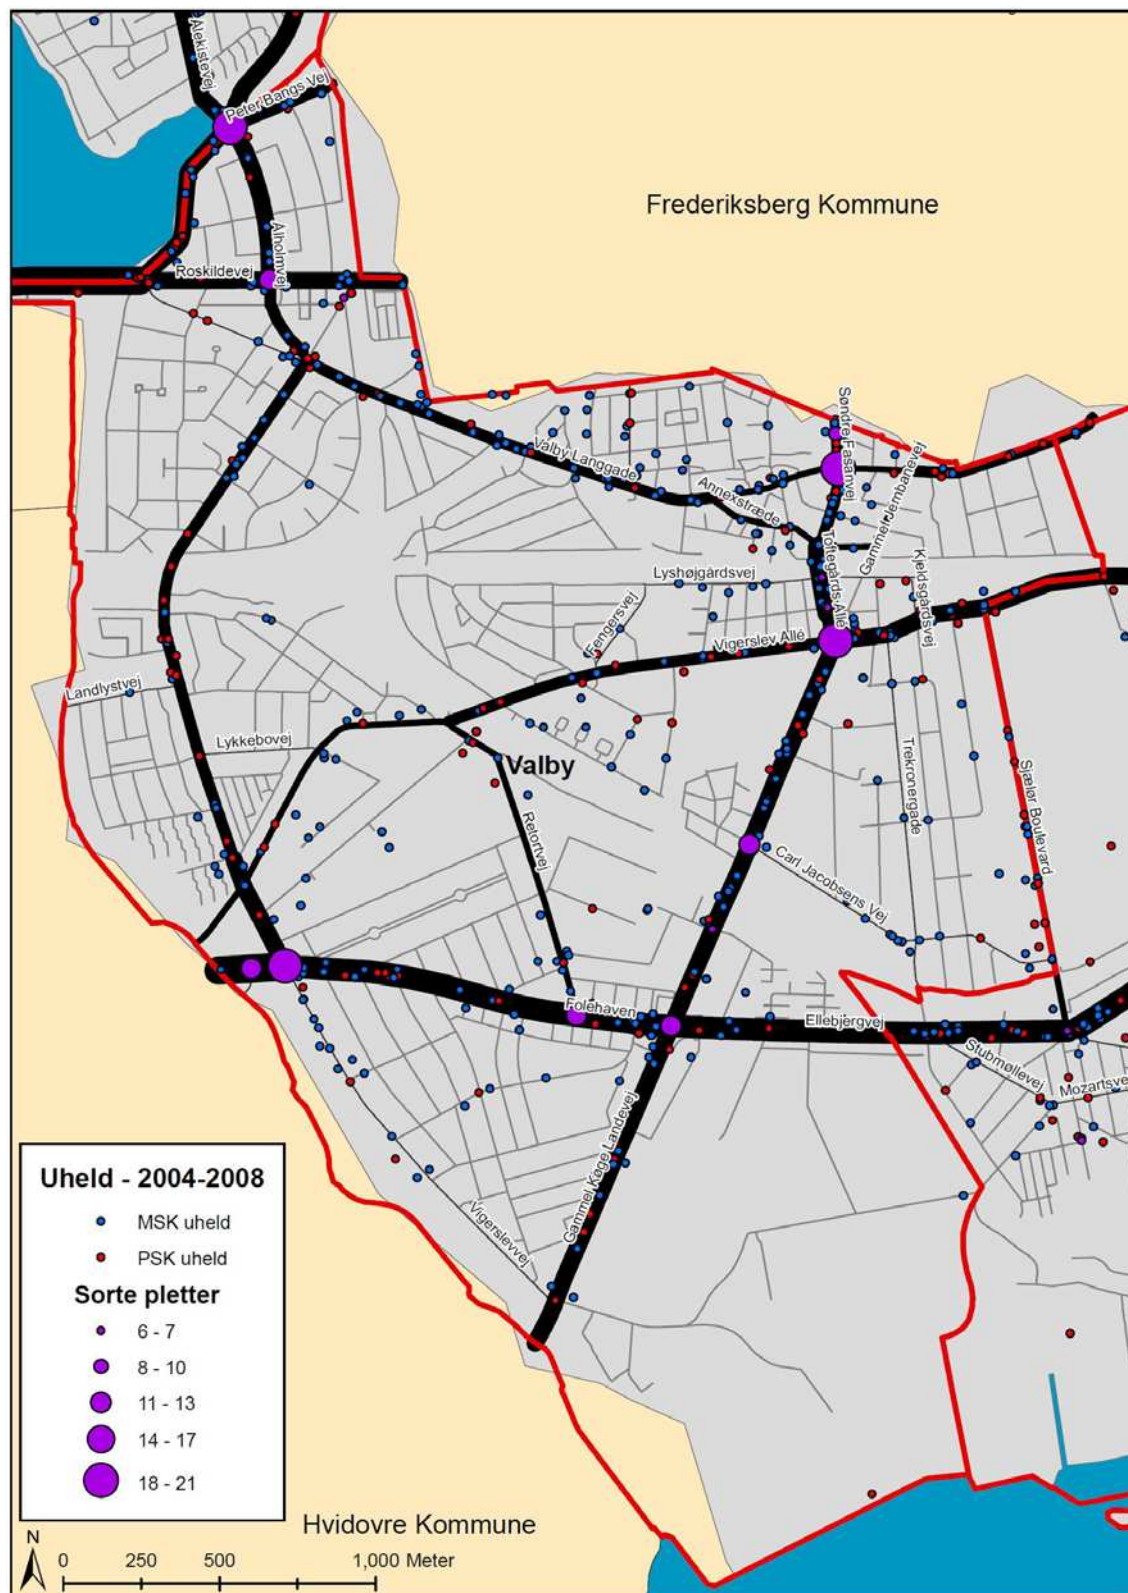 Alekistevej
Peter Bangs Vej
Frederiksberg Kommune
Roskildevej
Ålholmvej
Søndre Fasanvej
Valby Langgade
Annexstræde
Gammel Jernbanevej
Toftegårds Allé
Lyshøjgårdsvej
Kjeldsgårdsvej
Fengersvej
Vigerslev Allé
Landlystvej
Lykkebovej
Valby
Trekronergade
Sjælør Boulevard
Retortvej
Carl Jacobsens Vej
Folehaven
Ellebjergvej
Stubmøllevej
Mozartsve
Gammel Køge Landevej
Vigerslevvej
Uheld - 2004-2008
MSK uheld
PSK uheld
Sorte pletter
6 - 7
8 - 10
11 - 13
14 - 17
18 - 21
Hvidovre Kommune
N
0 250 500 1,000 Meter